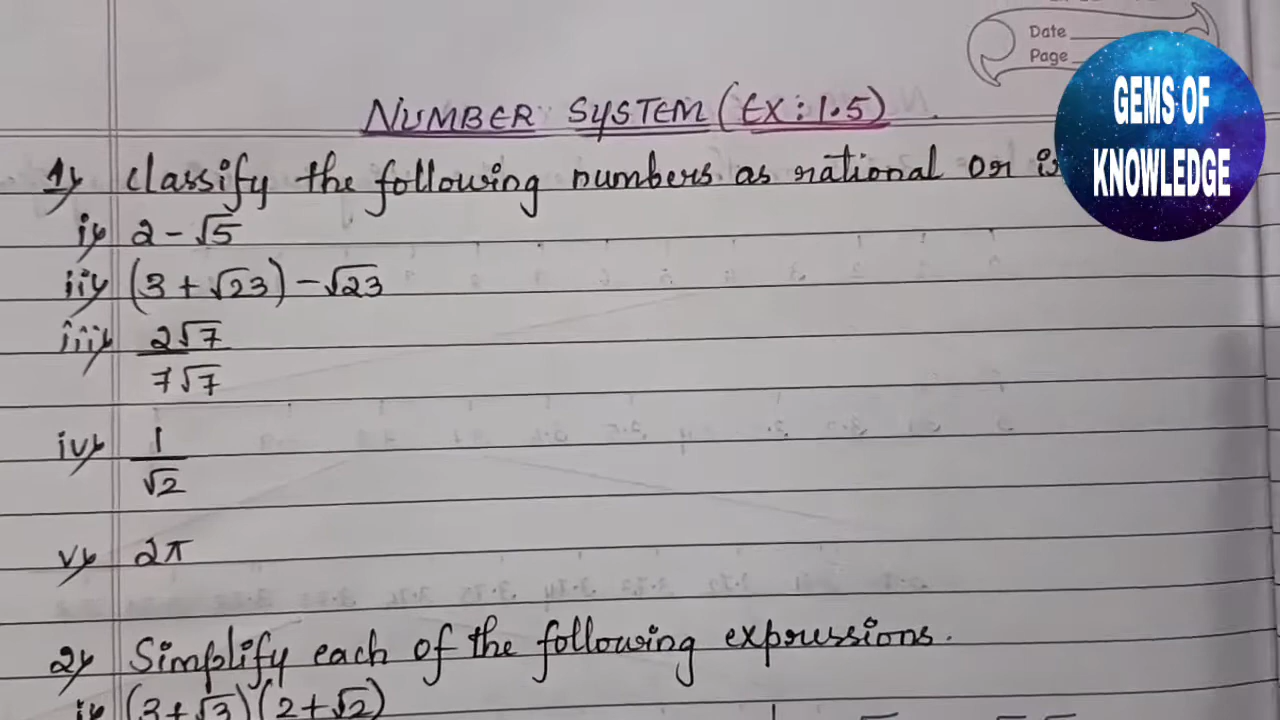 Date
Page
GEMS OF
KNOWLEDGE
NUMBER SYSTEM (EX: 1.5)
1) Classify the following numbers as rational or
i) 2 - √5
ii) (3 + √23) - √23
iii) 2√7
7√7
iv) 1
√2
v) 2π
2) Simplify each of the following expressions.
i) (3 + √3) (2 + √2)